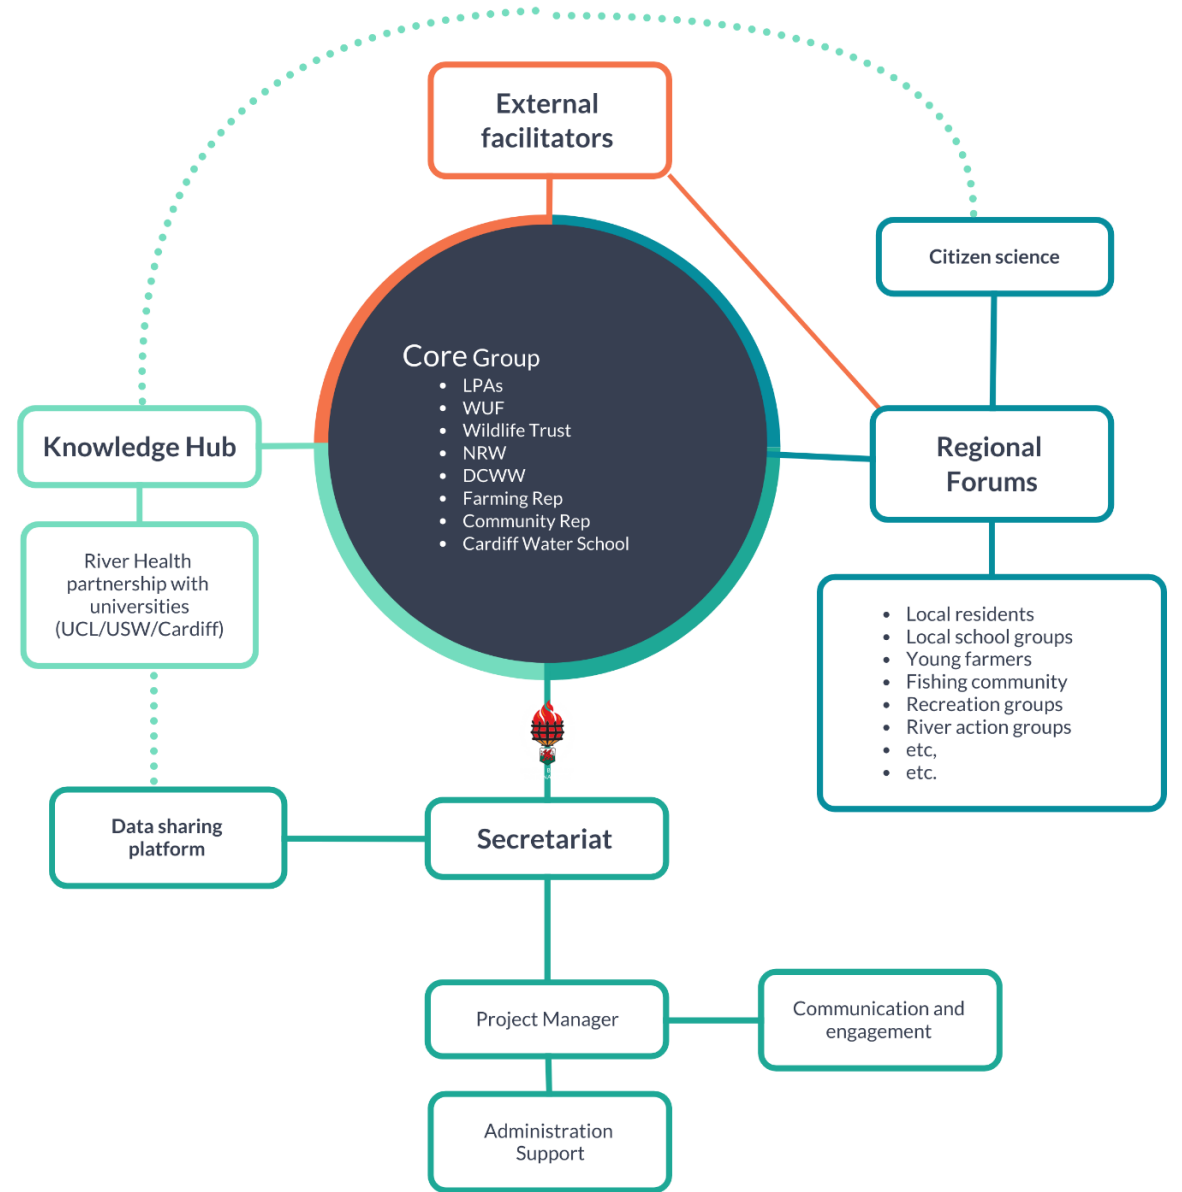 External
facilitators
Citizen science
Core Group
• LPAs
• WUF
• Wildlife Trust
• NRW
• DCWW
• Farming Rep
• Community Rep
• Cardiff Water School
Knowledge Hub
Regional
Forums
River Health
partnership with
universities
(UCL/USW/Cardiff)
• Local residents
• Local school groups
• Young farmers
• Fishing community
• Recreation groups
• River action groups
• etc,
• etc.
Data sharing
platform
Secretariat
Project Manager
Communication and
engagement
Administration
Support